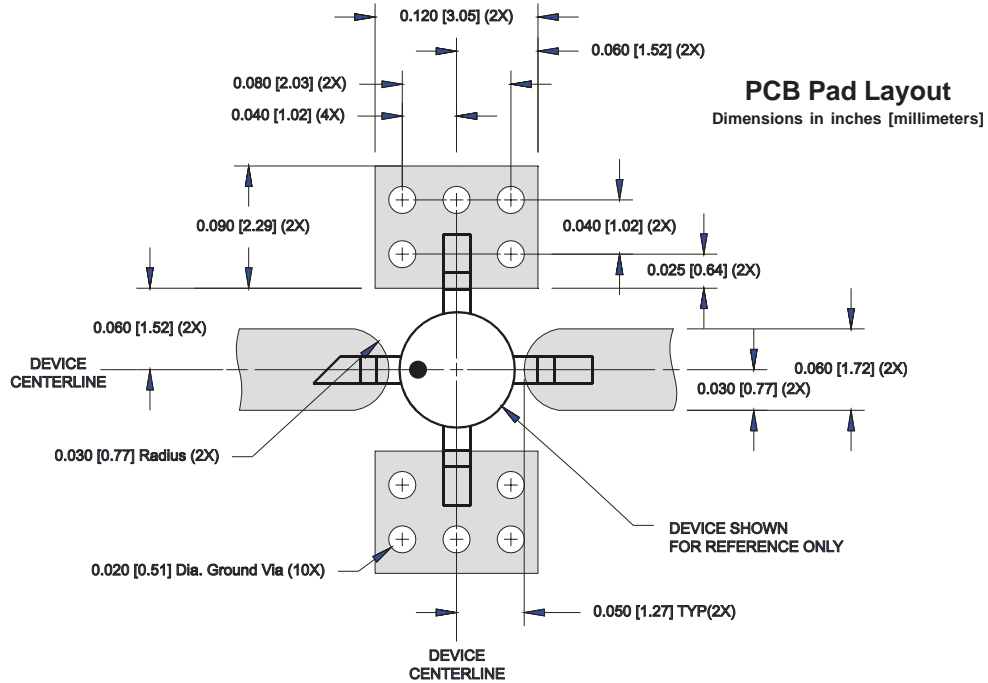 0.120 [3.05] (2X)
0.060 [1.52] (2X)
0.080 [2.03] (2X)
0.040 [1.02] (4X)
PCB Pad Layout
Dimensions in inches [millimeters]
0.090 [2.29] (2X)
0.040 [1.02] (2X)
0.025 [0.64] (2X)
0.060 [1.52] (2X)
DEVICE
CENTERLINE
0.060 [1.72] (2X)
0.030 [0.77] (2X)
0.030 [0.77] Radius (2X)
DEVICE SHOWN
FOR REFERENCE ONLY
0.020 [0.51] Dia. Ground Via (10X)
0.050 [1.27] TYP(2X)
DEVICE
CENTERLINE